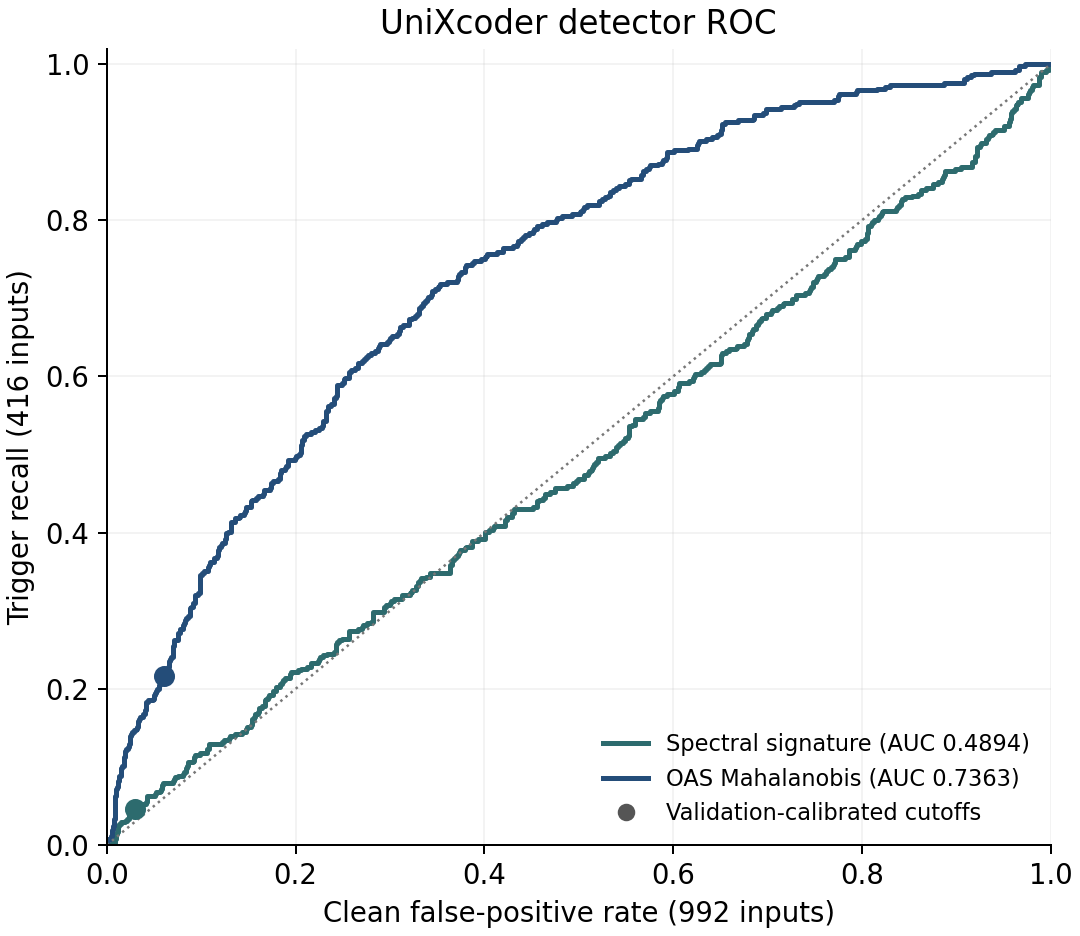 UniXcoder detector ROC
Trigger recall (416 inputs)
1.0
0.8
0.6
0.4
0.2
0.0
Spectral signature (AUC 0.4894)
OAS Mahalanobis (AUC 0.7363)
Validation-calibrated cutoffs
0.0 0.2 0.4 0.6 0.8 1.0
Clean false-positive rate (992 inputs)